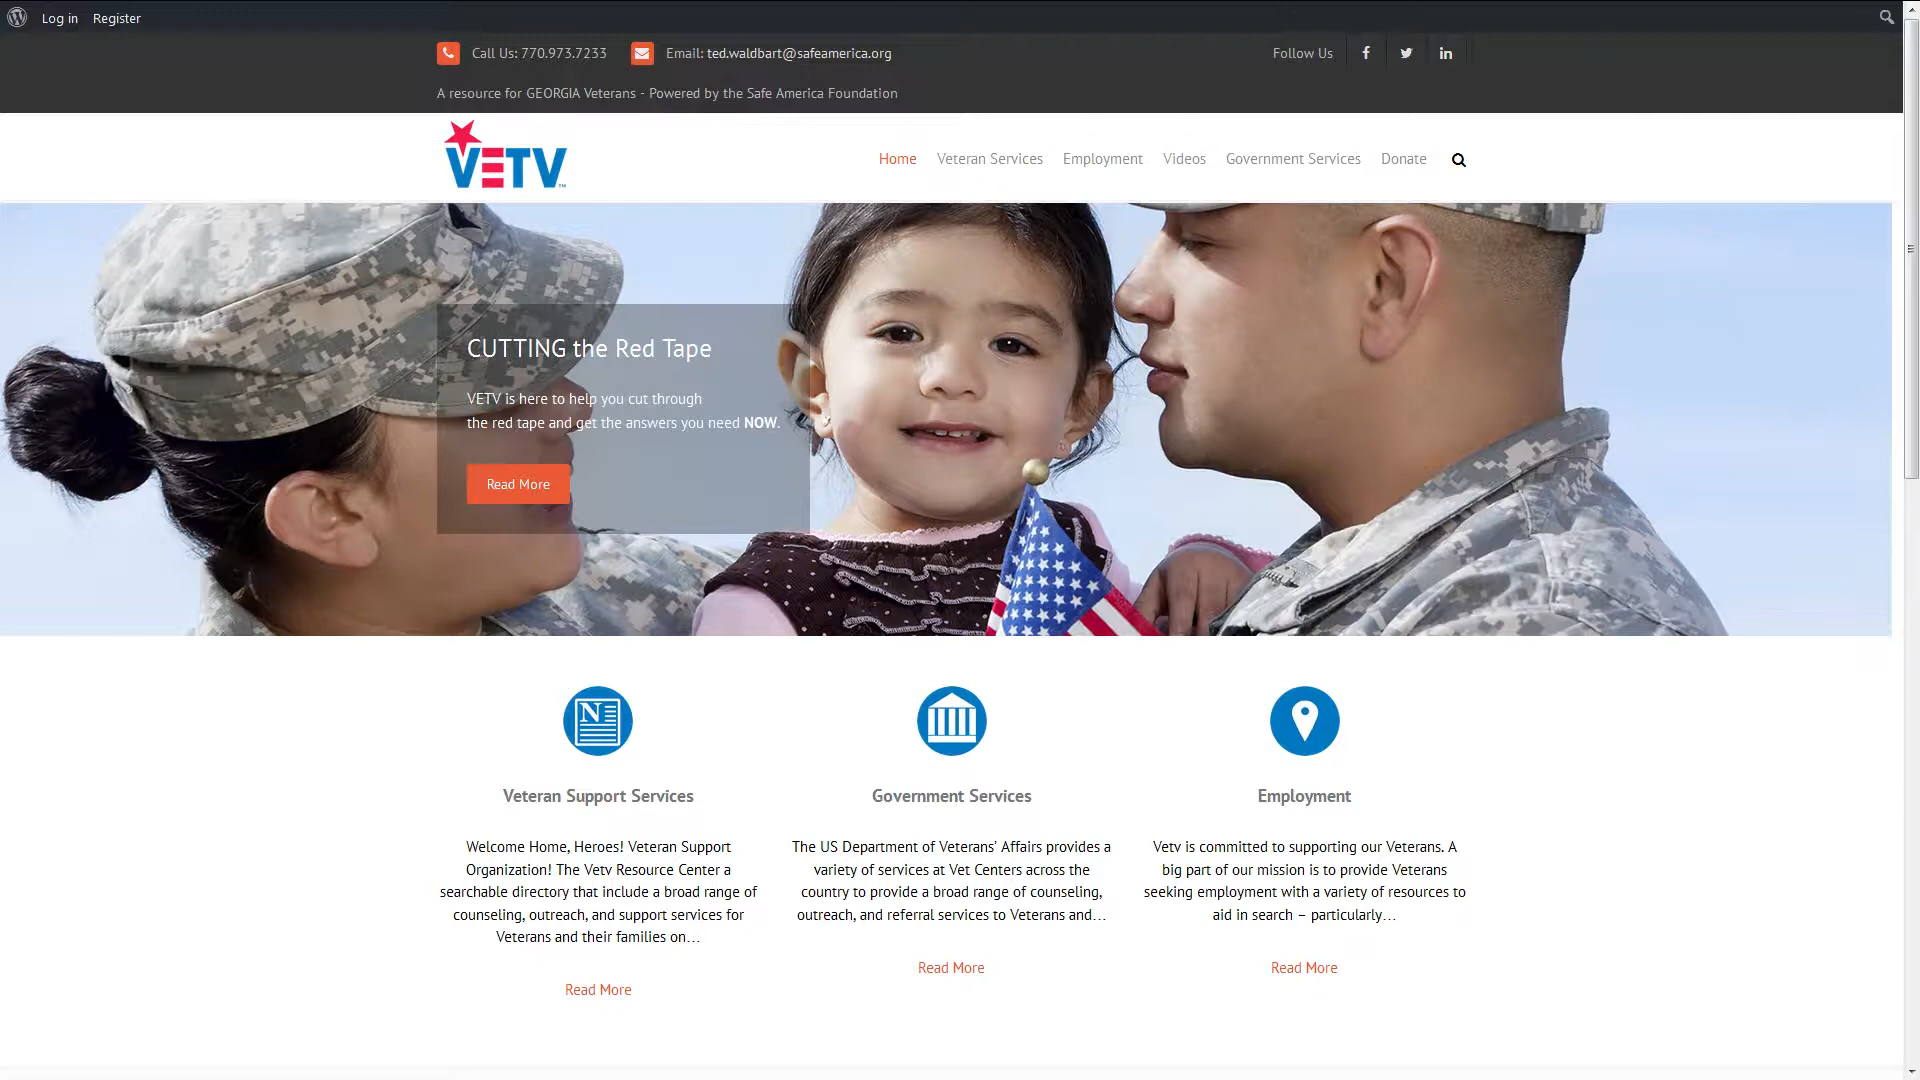 Log in Register
Call Us: 770.973.7233 Email: ted.waldbart@safeamerica.org Follow Us
A resource for GEORGIA Veterans - Powered by the Safe America Foundation
VETV TM
Home Veteran Services Employment Videos Government Services Donate
CUTTING the Red Tape
VETV is here to help you cut through
the red tape and get the answers you need NOW.
Read More
N
Veteran Support Services
Welcome Home, Heroes! Veteran Support
Organization! The Vetv Resource Center a
searchable directory that include a broad range of
counseling, outreach, and support services for
Veterans and their families on…
Read More
Government Services
The US Department of Veterans’ Affairs provides a
variety of services at Vet Centers across the
country to provide a broad range of counseling,
outreach, and referral services to Veterans and…
Read More
Employment
Vetv is committed to supporting our Veterans. A
big part of our mission is to provide Veterans
seeking employment with a variety of resources to
aid in search – particularly…
Read More